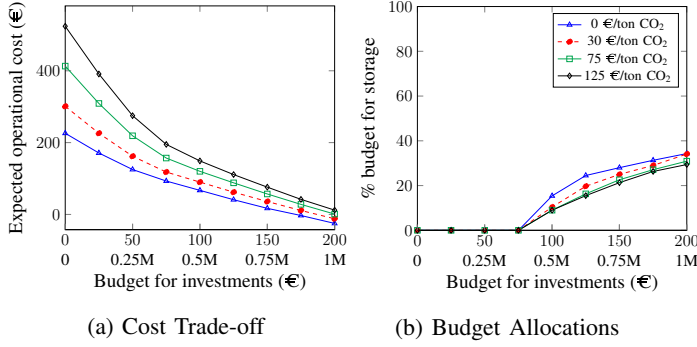 Expected operational cost (€)
400
200
0
0 50 100 150 200
0 0.25M 0.5M 0.75M 1M
Budget for investments (€)
(a) Cost Trade-off
% budget for storage
100
80
60
40
20
0
0 50 100 150 200
0 0.25M 0.5M 0.75M 1M
Budget for investments (€)
0 €/ton CO₂
30 €/ton CO₂
75 €/ton CO₂
125 €/ton CO₂
(b) Budget Allocations